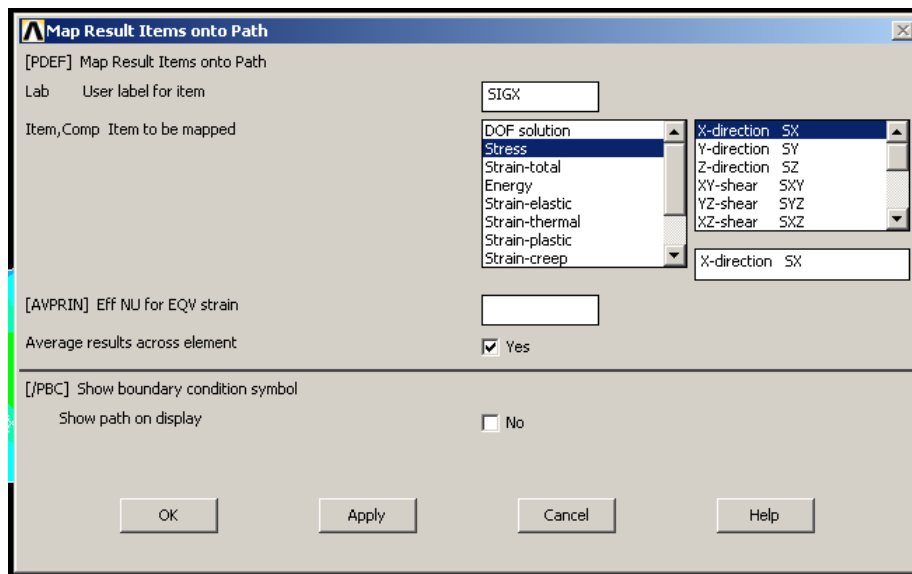 Map Result Items onto Path
[PDEF] Map Result Items onto Path
Lab User label for item
SIGX
Item,Comp Item to be mapped
DOF solution
Stress
Strain-total
Energy
Strain-elastic
Strain-thermal
Strain-plastic
Strain-creep
X-direction SX
Y-direction SY
Z-direction SZ
XY-shear SXY
YZ-shear SYZ
XZ-shear SXZ
X-direction SX
[AVPRIN] Eff NU for EQV strain
Average results across element
Yes
[/PBC] Show boundary condition symbol
Show path on display
No
OK
Apply
Cancel
Help